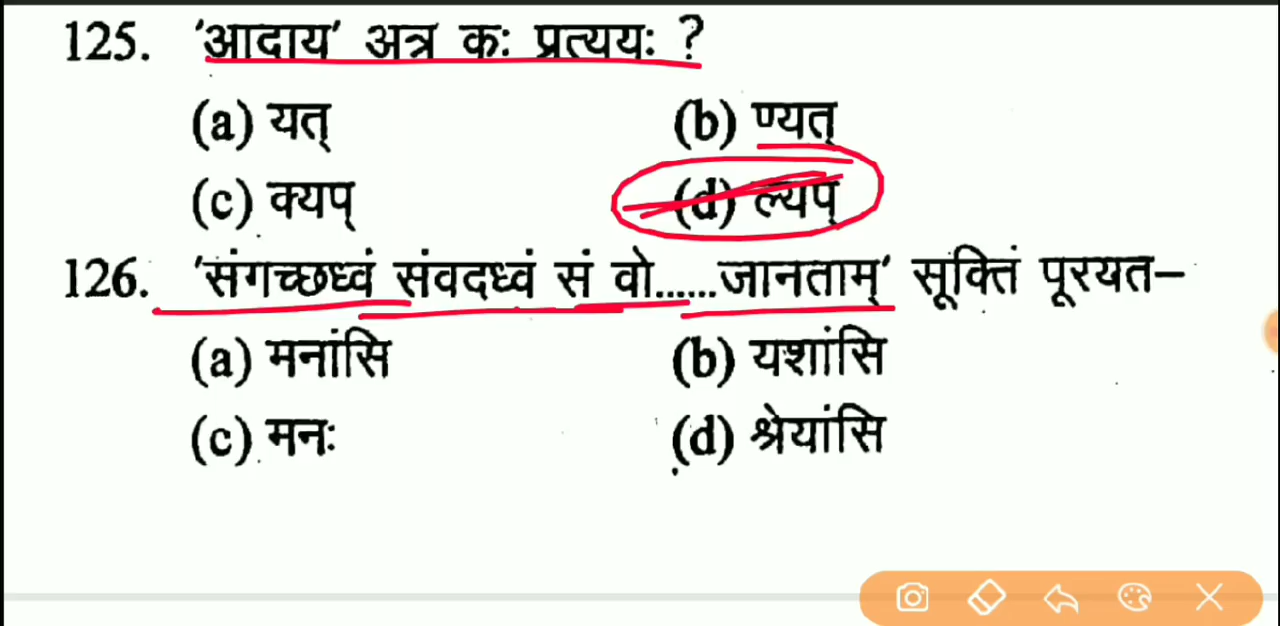 125. 'आदाय' अत्र कः प्रत्ययः ?
(a) यत् (b) ण्यत्
(c) क्यप् (d) ल्यप्
126. 'संगच्छध्वं संवदध्वं सं वो......जानताम्' सूक्तिं पूरयत–
(a) मनांसि (b) यशांसि
(c) मनः (d) श्रेयांसि